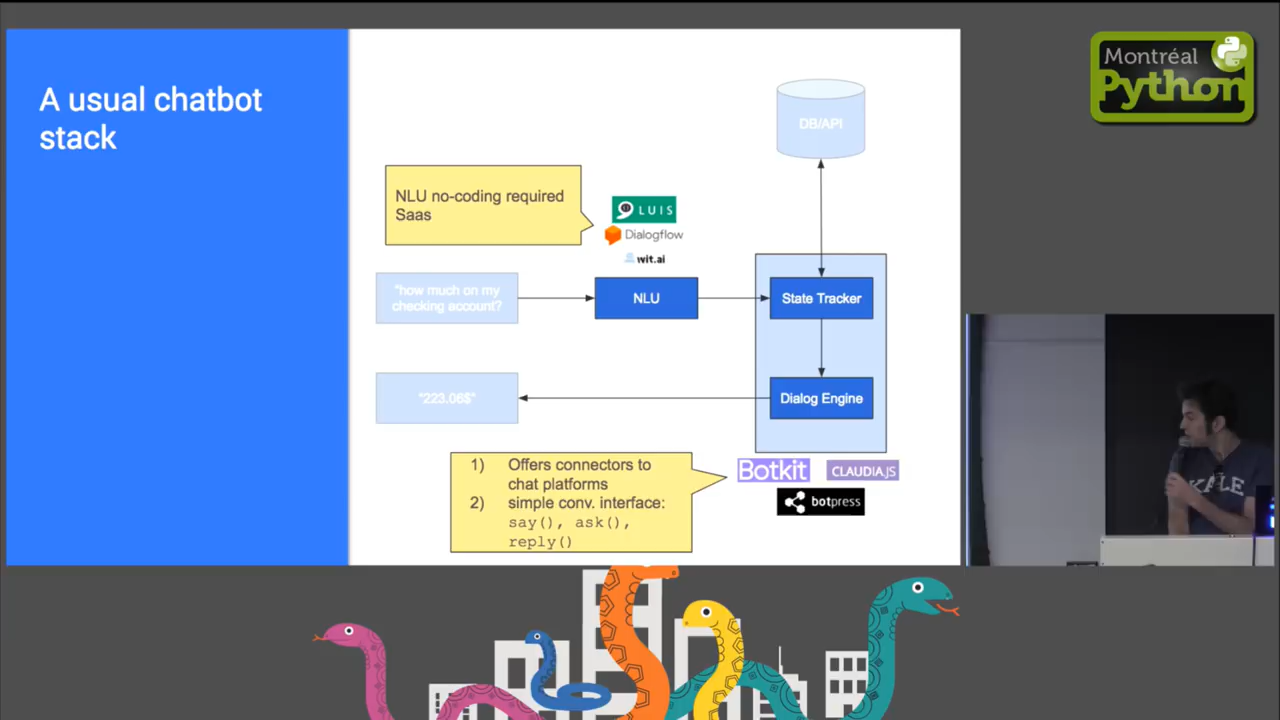 A usual chatbot
stack
Montréal
Python
DB/API
NLU no-coding required
Saas
LUIS
Dialogflow
wit.ai
"how much on my
checking account?
NLU
State Tracker
"223.06$"
Dialog Engine
1) Offers connectors to
chat platforms
2) simple conv. interface:
say(), ask(),
reply()
Botkit
CLAUDIA.JS
botpress